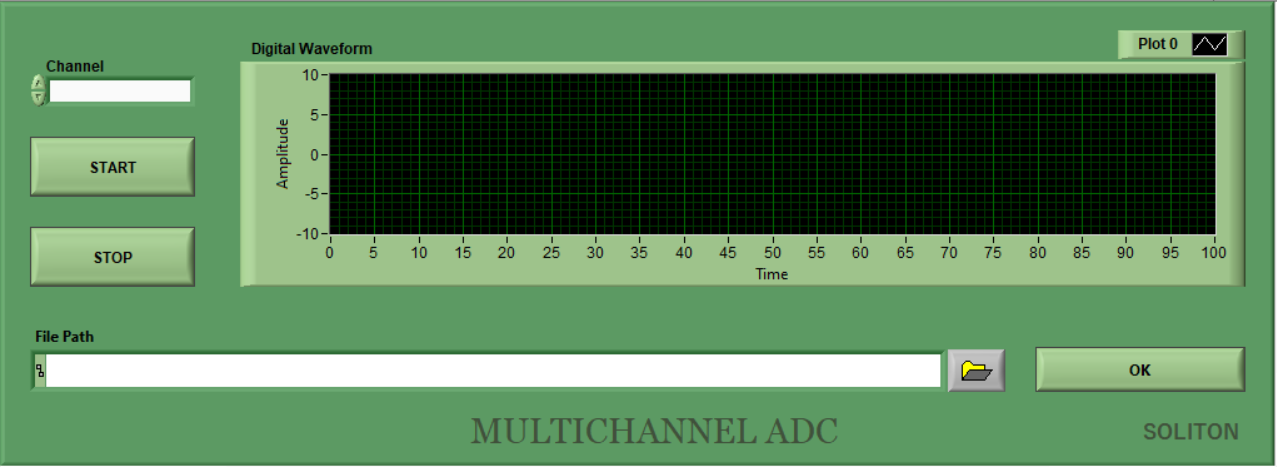 Channel
START
STOP
Digital Waveform
Plot 0
Amplitude
10
5
0
-5
-10
0 5 10 15 20 25 30 35 40 45 50 55 60 65 70 75 80 85 90 95 100
Time
File Path
OK
MULTICHANNEL ADC
SOLITON